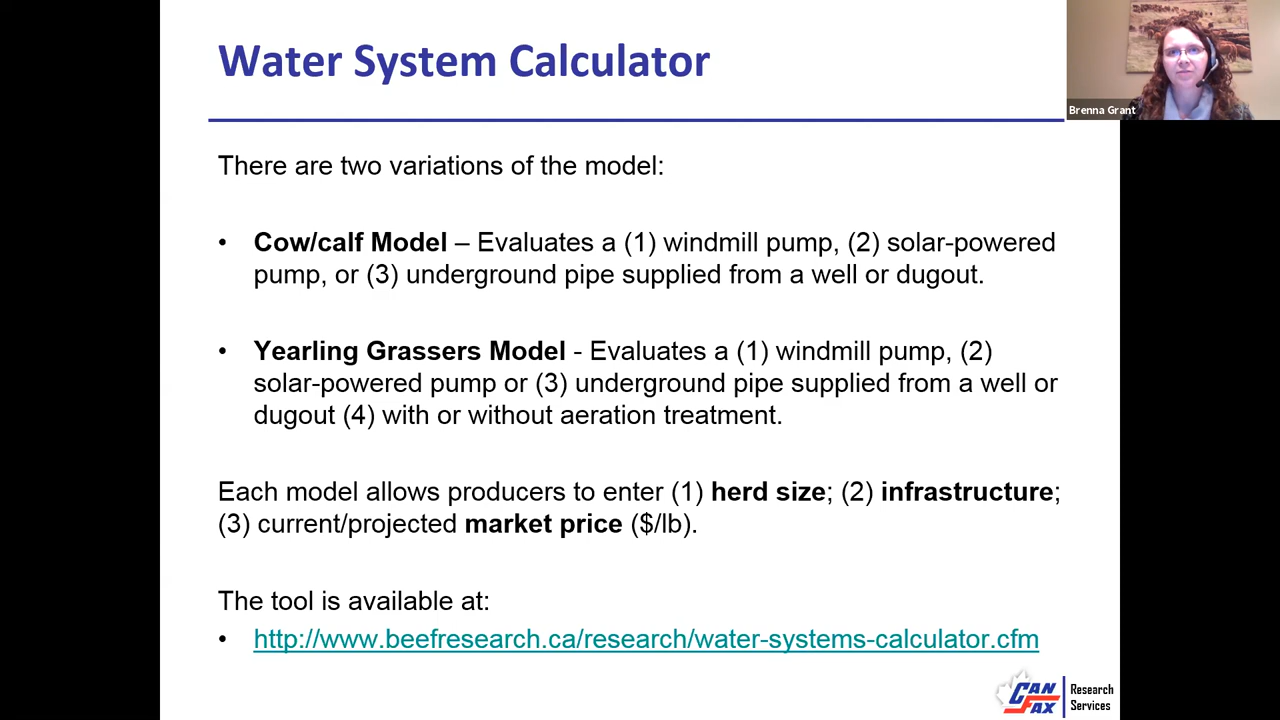 Water System Calculator
Brenna Grant
There are two variations of the model:
• Cow/calf Model – Evaluates a (1) windmill pump, (2) solar-powered
pump, or (3) underground pipe supplied from a well or dugout.
• Yearling Grassers Model - Evaluates a (1) windmill pump, (2)
solar-powered pump or (3) underground pipe supplied from a well or
dugout (4) with or without aeration treatment.
Each model allows producers to enter (1) herd size; (2) infrastructure;
(3) current/projected market price ($/lb).
The tool is available at:
• http://www.beefresearch.ca/research/water-systems-calculator.cfm
CAN
FAX
Research
Services